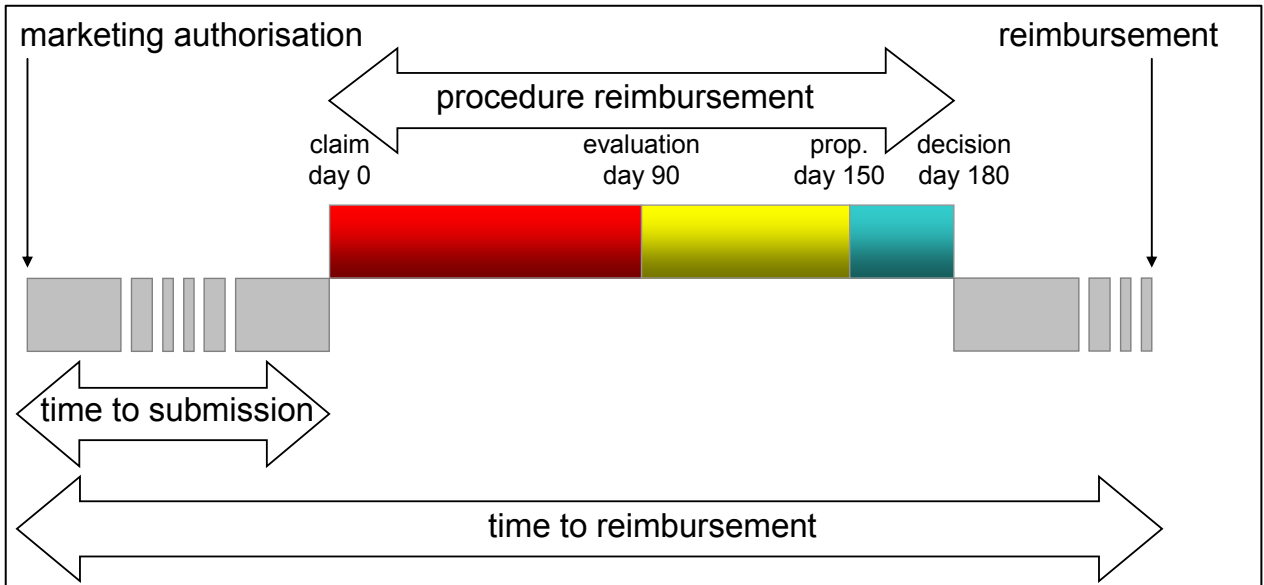 marketing authorisation
reimbursement
procedure reimbursement
claim
day 0
evaluation
day 90
prop.
day 150
decision
day 180
time to submission
time to reimbursement